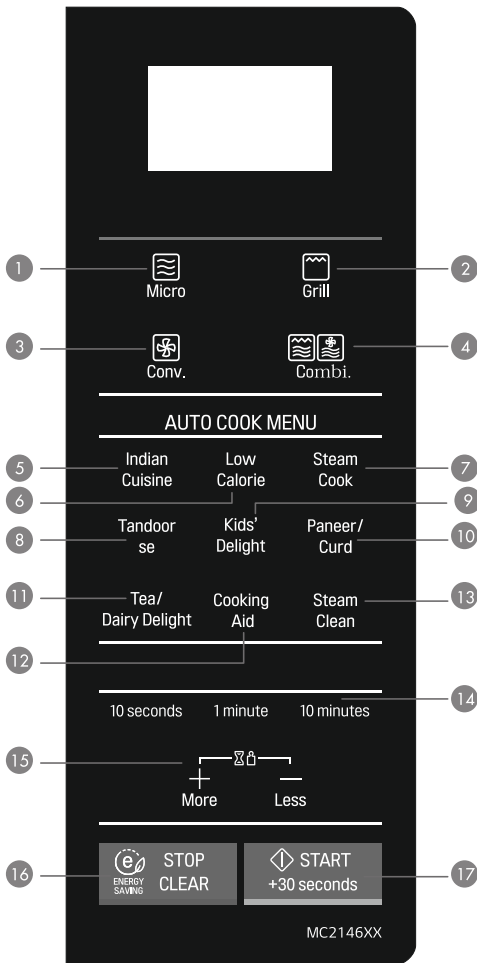 1
Micro
2
Grill
3
Conv.
4
Combi.
AUTO COOK MENU
5
Indian
Cuisine
6
Low
Calorie
7
Steam
Cook
8
Tandoor
se
9
Kids'
Delight
10
Paneer/
Curd
11
Tea/
Dairy Delight
12
Cooking
Aid
13
Steam
Clean
14
10 seconds 1 minute 10 minutes
15
+ −
More Less
16
e
ENERGY
SAVING
STOP
CLEAR
17
START
+30 seconds
MC2146XX